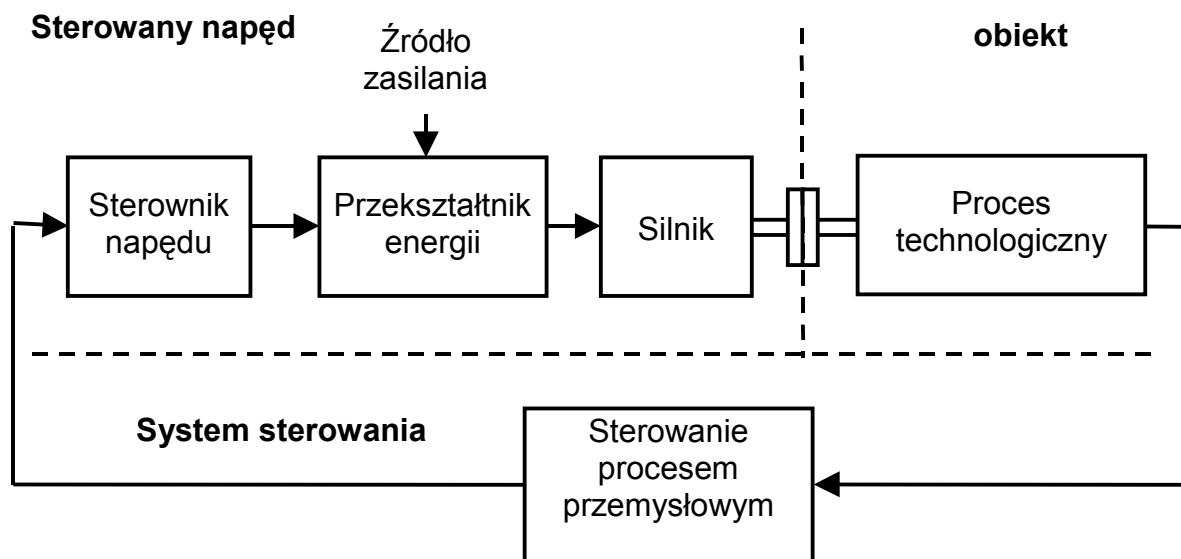 Sterowany napęd
Źródło
zasilania
obiekt
Sterownik
napędu
Przekształtnik
energii
Silnik
Proces
technologiczny
System sterowania
Sterowanie
procesem
przemysłowym